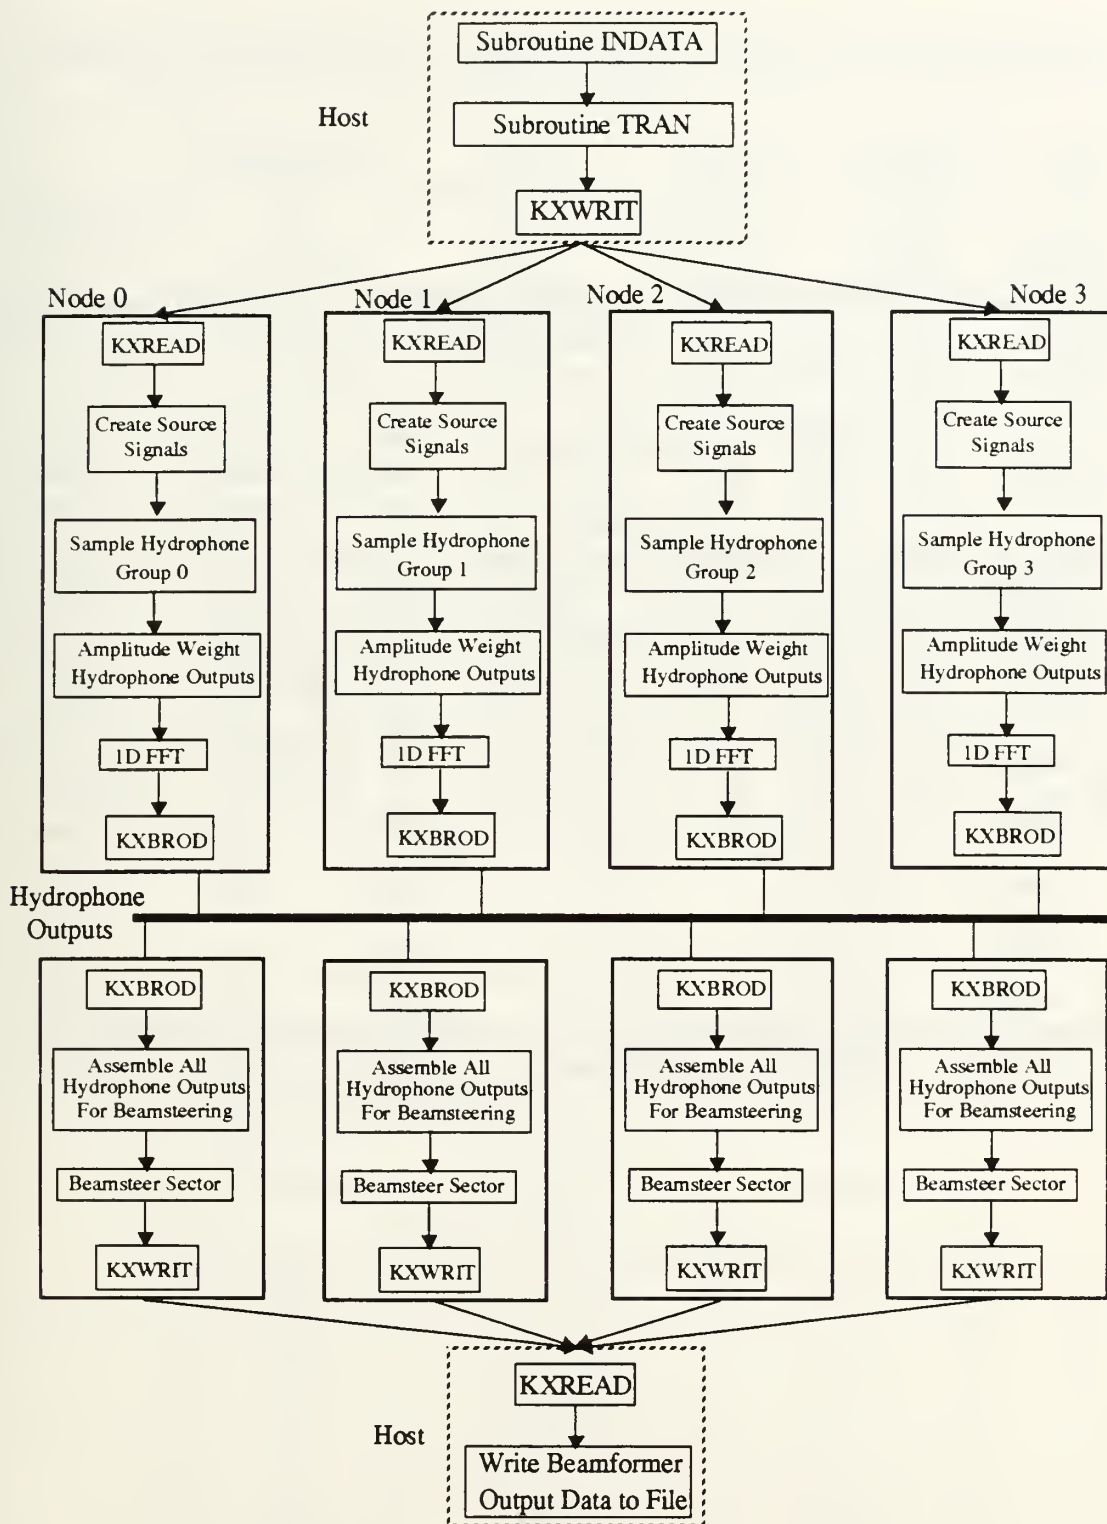 Subroutine INDATA
Host
Subroutine TRAN
KXWRIT
Node 0
Node 1
Node 2
Node 3
KXREAD
KXREAD
KXREAD
KXREAD
Create Source
Signals
Create Source
Signals
Create Source
Signals
Create Source
Signals
Sample Hydrophone
Group 0
Sample Hydrophone
Group 1
Sample Hydrophone
Group 2
Sample Hydrophone
Group 3
Amplitude Weight
Hydrophone Outputs
Amplitude Weight
Hydrophone Outputs
Amplitude Weight
Hydrophone Outputs
Amplitude Weight
Hydrophone Outputs
1D FFT
1D FFT
1D FFT
1D FFT
KXBROD
KXBROD
KXBROD
KXBROD
Hydrophone
Outputs
KXBROD
KXBROD
KXBROD
KXBROD
Assemble All
Hydrophone Outputs
For Beamsteering
Assemble All
Hydrophone Outputs
For Beamsteering
Assemble All
Hydrophone Outputs
For Beamsteering
Assemble All
Hydrophone Outputs
For Beamsteering
Beamsteer Sector
Beamsteer Sector
Beamsteer Sector
Beamsteer Sector
KXWRIT
KXWRIT
KXWRIT
KXWRIT
KXREAD
Host
Write Beamformer
Output Data to File